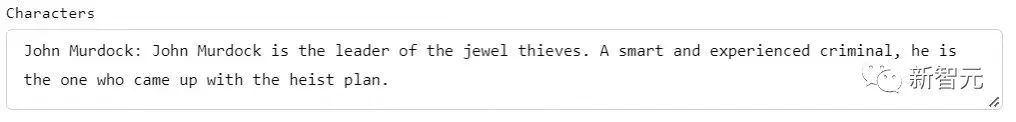 Characters
John Murdock: John Murdock is the leader of the jewel thieves. A smart and experienced criminal, he is
the one who came up with the heist plan.
新智元